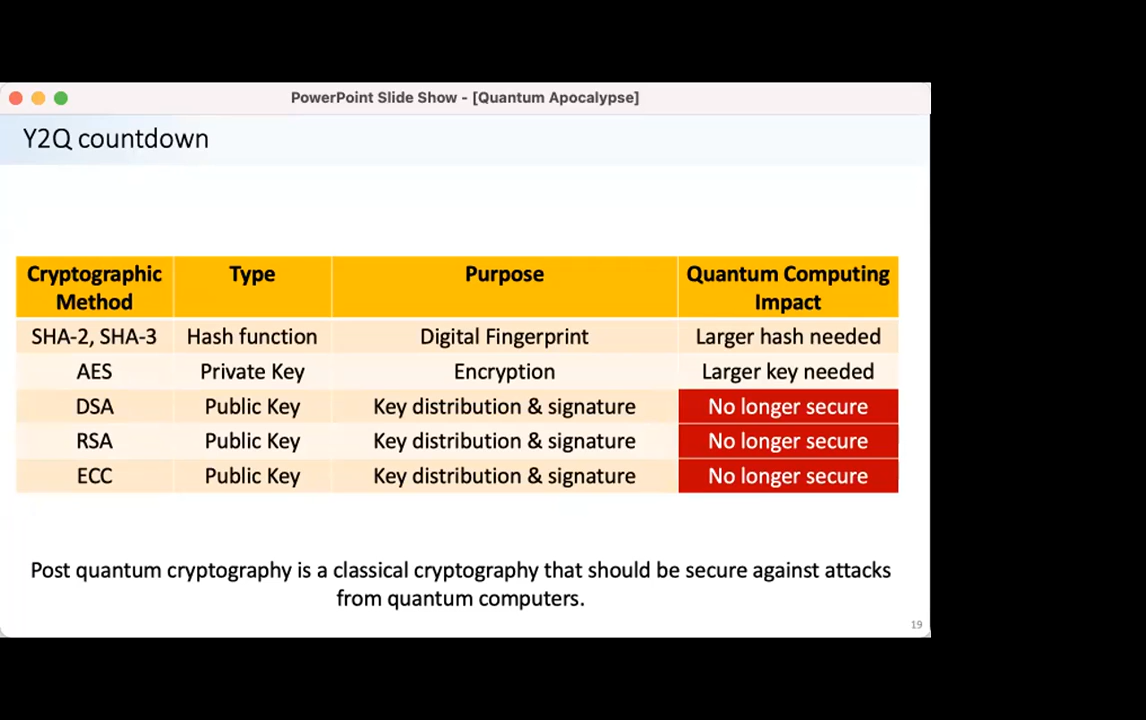 PowerPoint Slide Show - [Quantum Apocalypse]
Y2Q countdown
Cryptographic Method Type Purpose Quantum Computing Impact
SHA-2, SHA-3 Hash function Digital Fingerprint Larger hash needed
AES Private Key Encryption Larger key needed
DSA Public Key Key distribution & signature No longer secure
RSA Public Key Key distribution & signature No longer secure
ECC Public Key Key distribution & signature No longer secure
Post quantum cryptography is a classical cryptography that should be secure against attacks
from quantum computers.
19